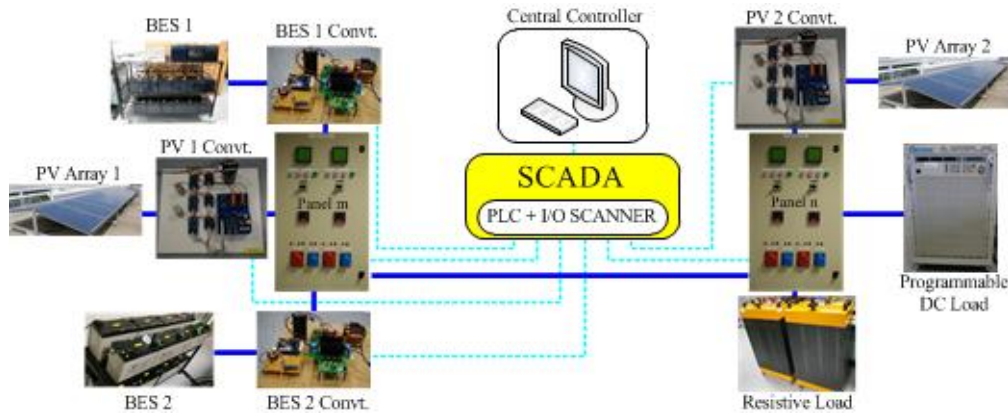 BES 1
BES 1 Convt.
Central Controller
PV 2 Convt.
PV Array 2
PV 1 Convt.
PV Array 1
SCADA
PLC + I/O SCANNER
Panel m
Panel n
Programmable
DC Load
BES 2
BES 2 Convt.
Resistive Load